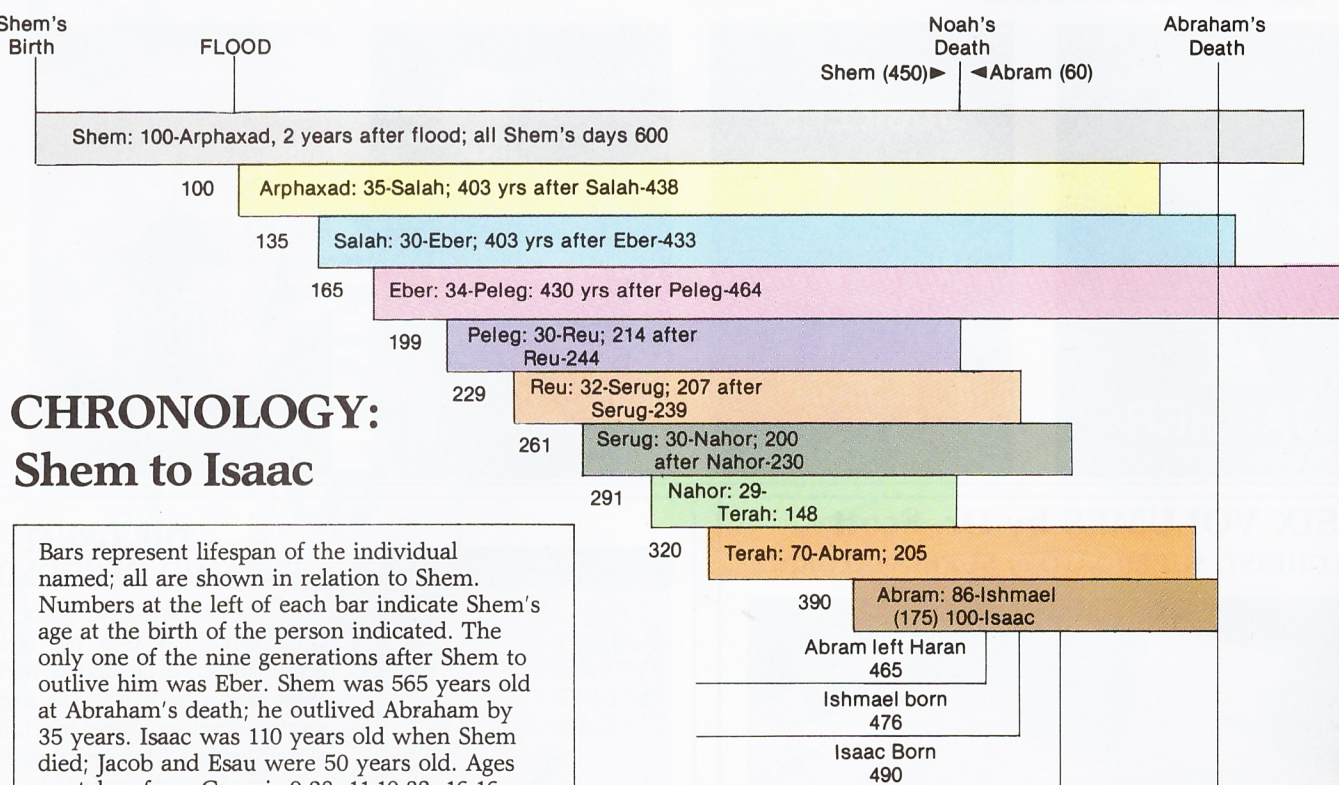 Shem's
Birth
FLOOD
Noah's
Death
Abraham's
Death
Shem (450)► ◄Abram (60)
Shem: 100-Arphaxad, 2 years after flood; all Shem's days 600
100
Arphaxad: 35-Salah; 403 yrs after Salah-438
135
Salah: 30-Eber; 403 yrs after Eber-433
165
Eber: 34-Peleg: 430 yrs after Peleg-464
199
Peleg: 30-Reu; 214 after
Reu-244
229
Reu: 32-Serug; 207 after
Serug-239
261
Serug: 30-Nahor; 200
after Nahor-230
291
Nahor: 29-
Terah: 148
320
Terah: 70-Abram; 205
390
Abram: 86-Ishmael
(175) 100-Isaac
Abram left Haran
465
Ishmael born
476
Isaac Born
490
CHRONOLOGY:
Shem to Isaac
Bars represent lifespan of the individual
named; all are shown in relation to Shem.
Numbers at the left of each bar indicate Shem's
age at the birth of the person indicated. The
only one of the nine generations after Shem to
outlive him was Eber. Shem was 565 years old
at Abraham's death; he outlived Abraham by
35 years. Isaac was 110 years old when Shem
died; Jacob and Esau were 50 years old. Ages